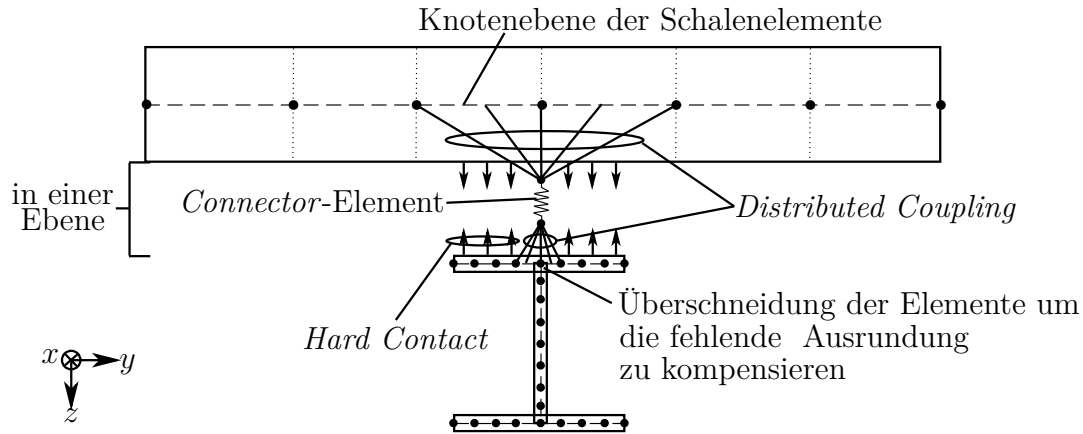 Knotenebene der Schalenelemente
in einer
Ebene
Connector-Element
Distributed Coupling
Hard Contact
Überschneidung der Elemente um
die fehlende Ausrundung
zu kompensieren
x
y
z